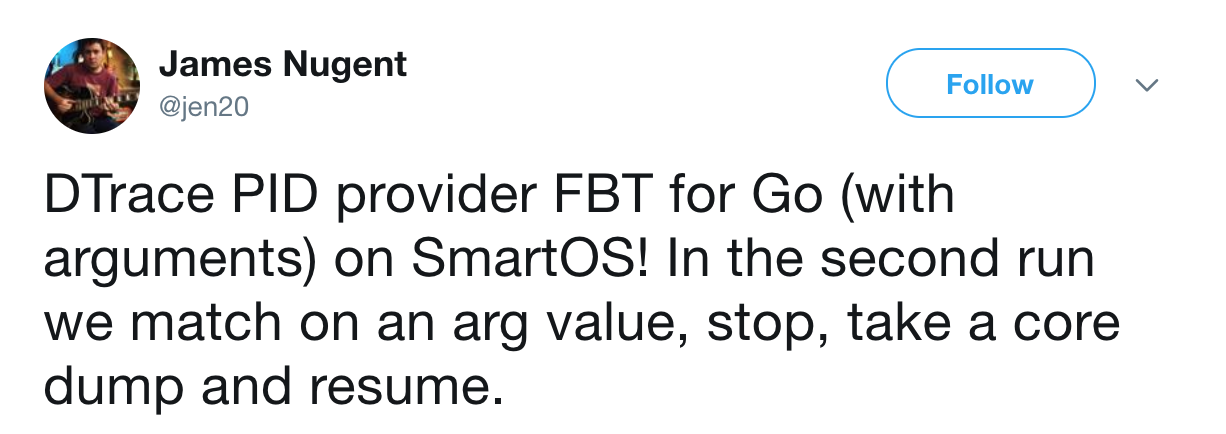 James Nugent
@jen20
Follow
DTrace PID provider FBT for Go (with
arguments) on SmartOS! In the second run
we match on an arg value, stop, take a core
dump and resume.